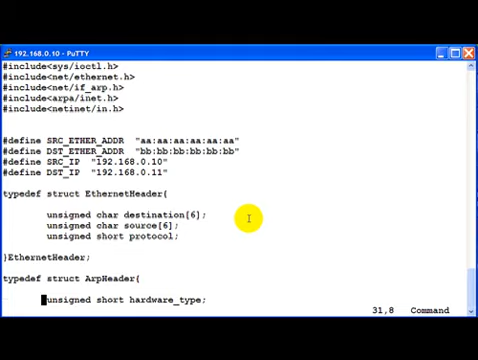 192.168.0.10 - PuTTY
#include<sys/ioctl.h>
#include<net/ethernet.h>
#include<net/if_arp.h>
#include<arpa/inet.h>
#include<netinet/in.h>
#define SRC_ETHER_ADDR "aa:aa:aa:aa:aa:aa"
#define DST_ETHER_ADDR "bb:bb:bb:bb:bb:bb"
#define SRC_IP "192.168.0.10"
#define DST_IP "192.168.0.11"
typedef struct EthernetHeader{
unsigned char destination[6];
unsigned char source[6];
unsigned short protocol;
}EthernetHeader;
typedef struct ArpHeader{
unsigned short hardware_type;
31,8 Command